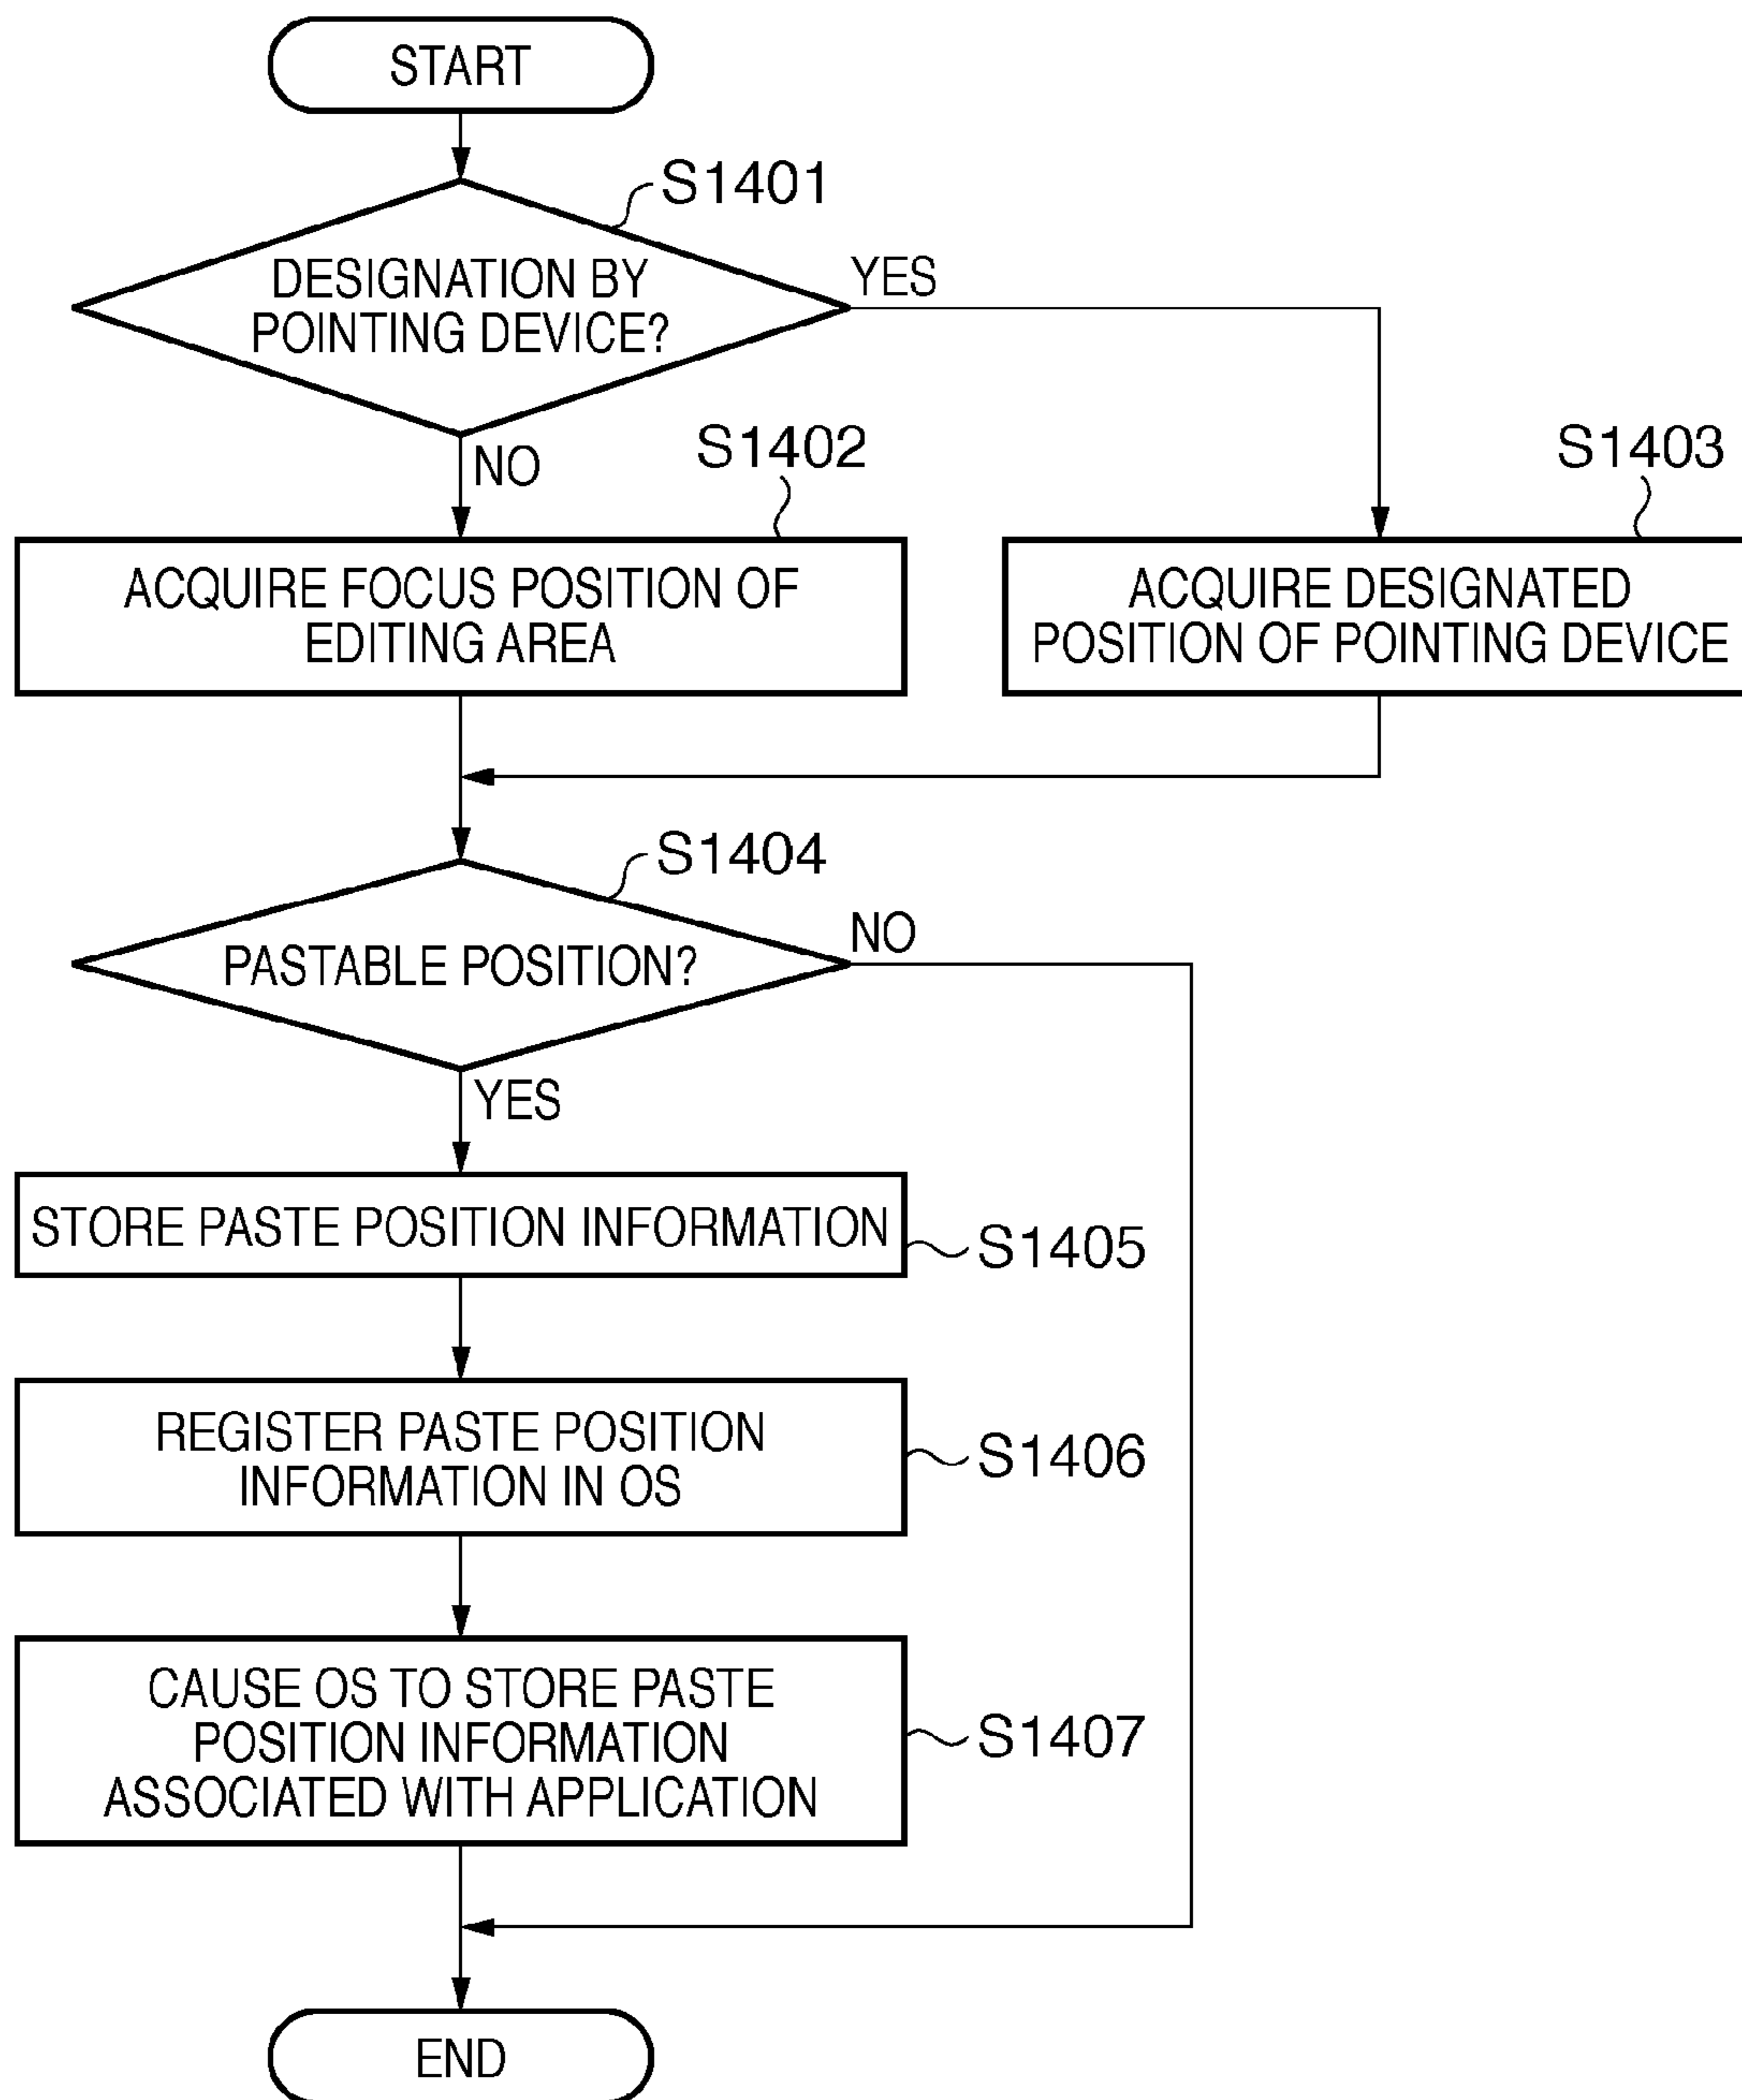 START
S1401
DESIGNATION BY
POINTING DEVICE?
YES
NO
S1402
S1403
ACQUIRE FOCUS POSITION OF
EDITING AREA
ACQUIRE DESIGNATED
POSITION OF POINTING DEVICE
S1404
PASTABLE POSITION?
NO
YES
STORE PASTE POSITION INFORMATION
S1405
REGISTER PASTE POSITION
INFORMATION IN OS
S1406
CAUSE OS TO STORE PASTE
POSITION INFORMATION
ASSOCIATED WITH APPLICATION
S1407
END